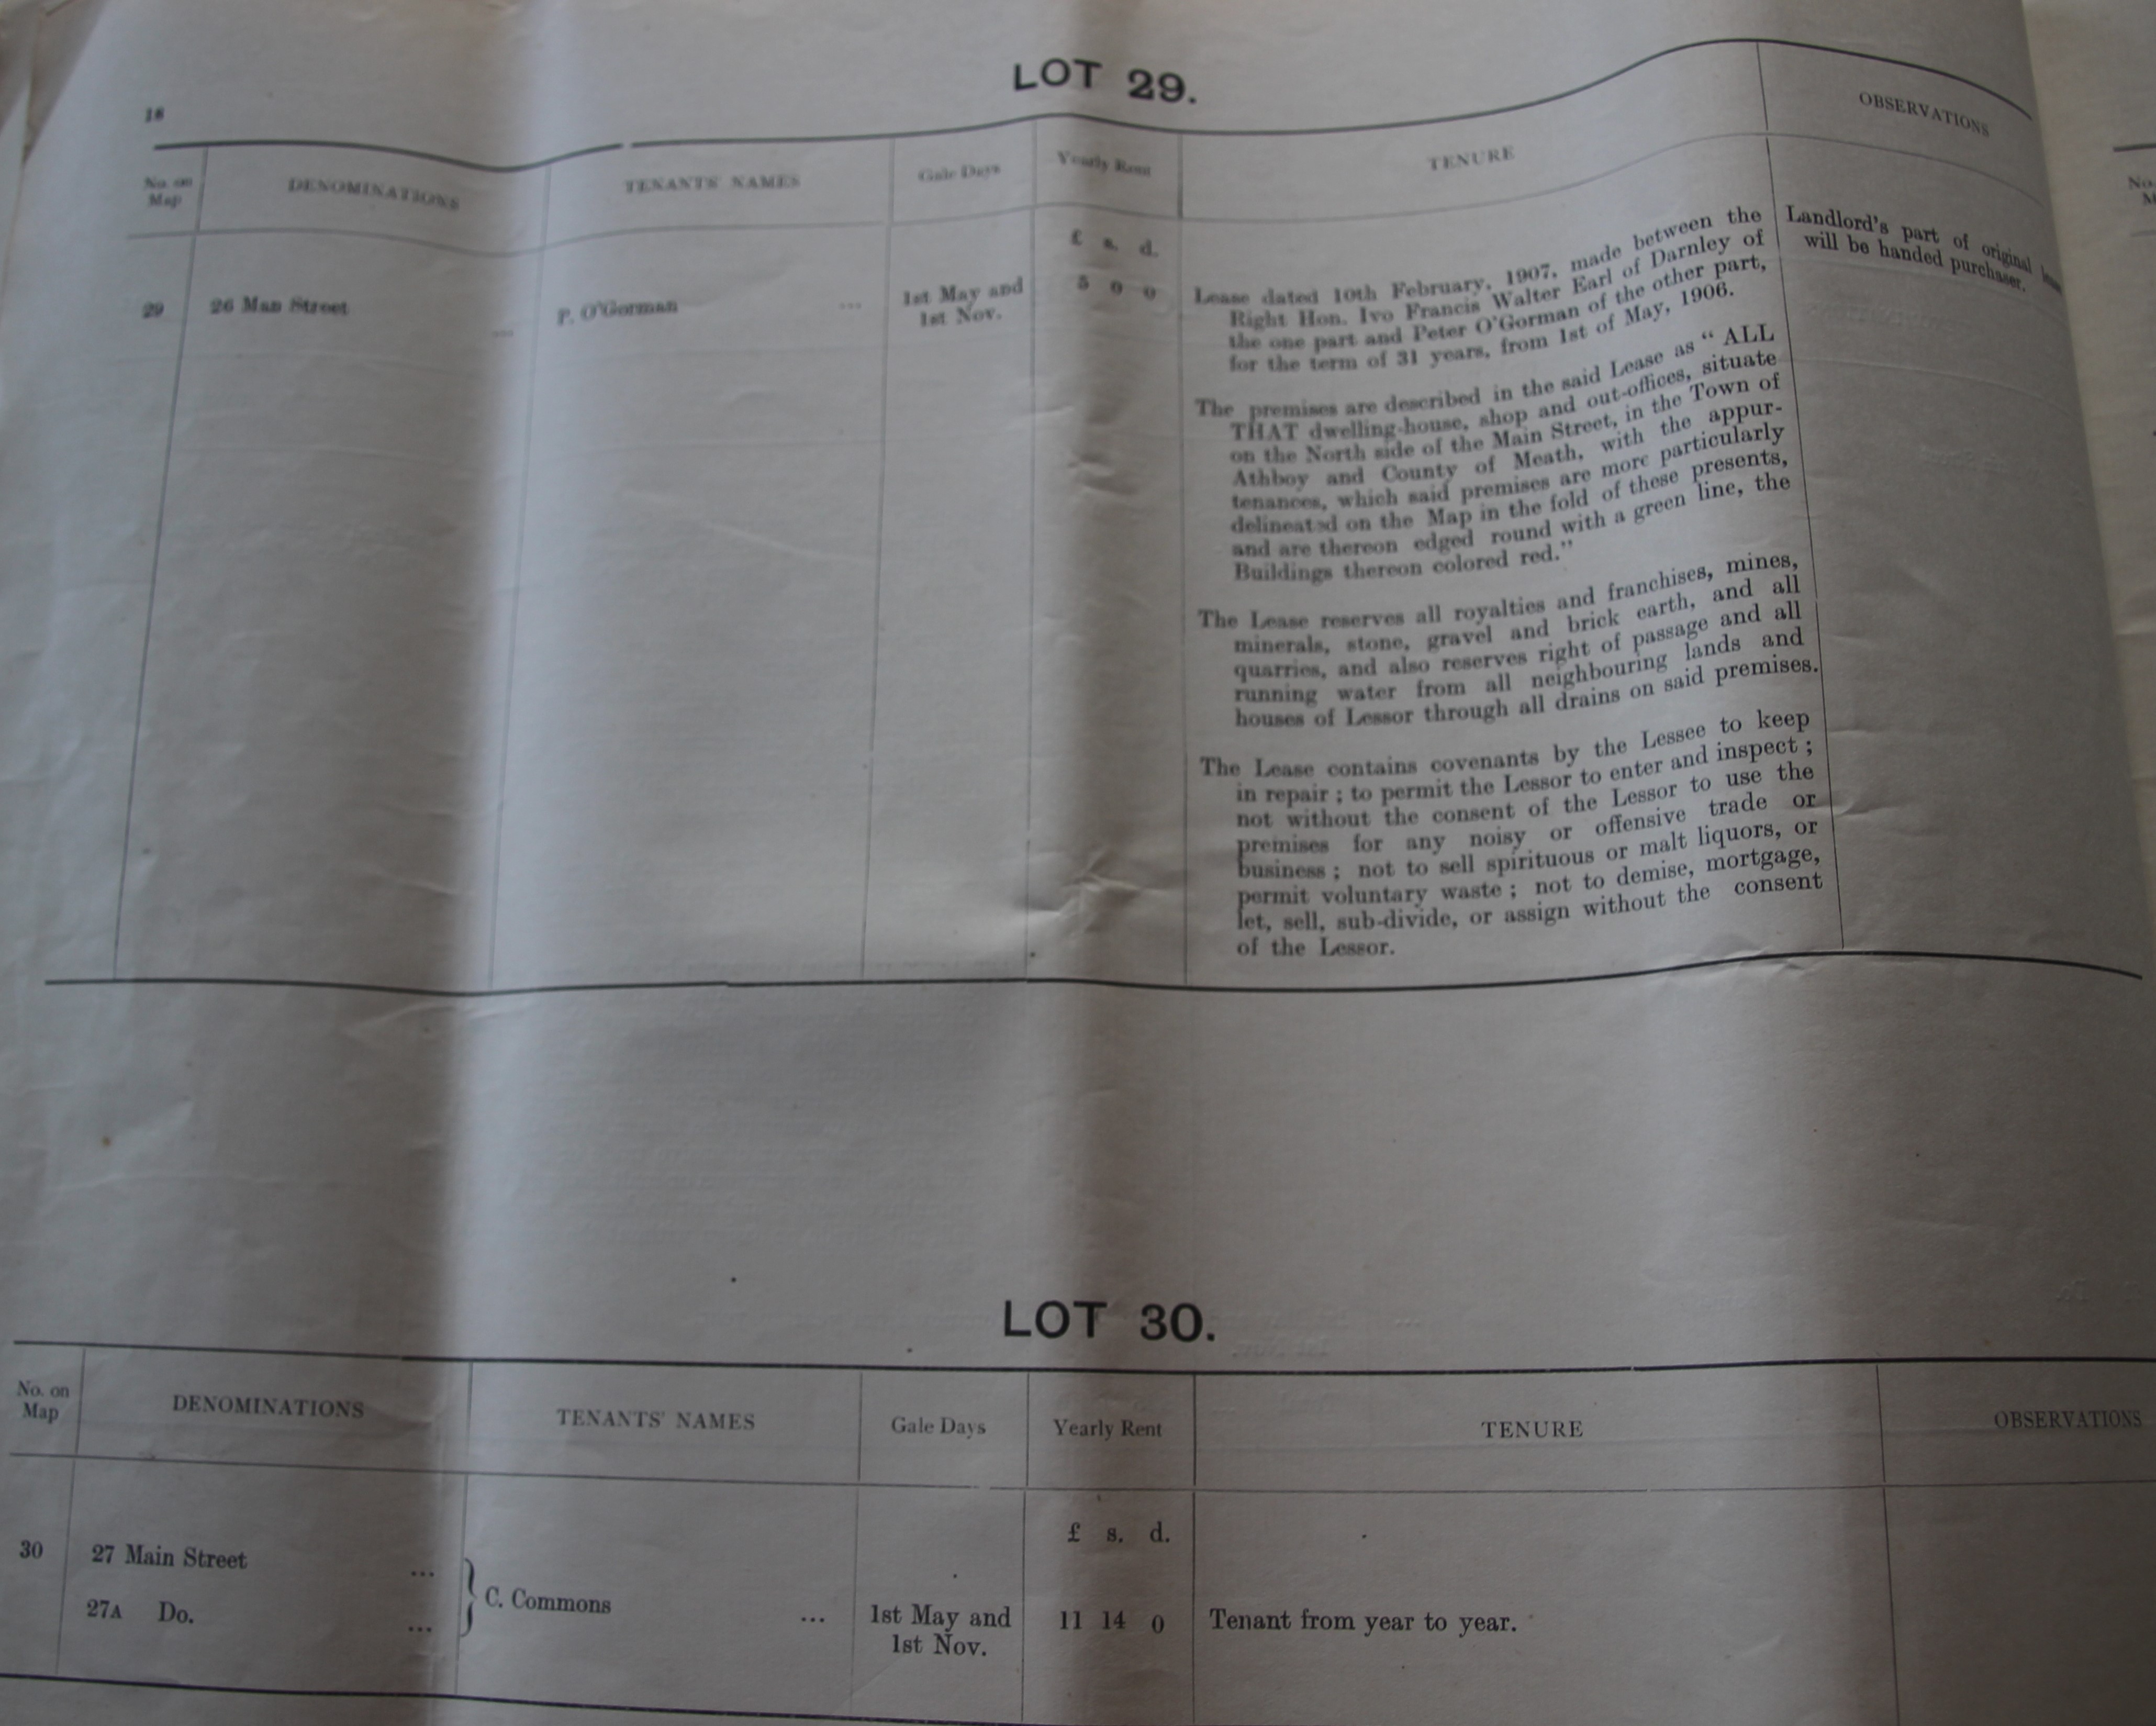 18
LOT 29.
No. on
Map
DENOMINATIONS
TENANTS' NAMES
Gale Days
Yearly Rent
TENURE
OBSERVATIONS
£ s. d.
29
26 Man Street ...
P. O'Gorman ...
1st May and
1st Nov.
5 0 0
Lease dated 10th February, 1907, made between the
Right Hon. Ivo Francis Walter Earl of Darnley of
the one part and Peter O'Gorman of the other part,
for the term of 31 years, from 1st of May, 1906.
The premises are described in the said Lease as " ALL
THAT dwelling-house, shop and out-offices, situate
on the North side of the Main Street, in the Town of
Athboy and County of Meath, with the appur-
tenances, which said premises are more particularly
delineated on the Map in the fold of these presents,
and are thereon edged round with a green line, the
Buildings thereon colored red."
The Lease reserves all royalties and franchises, mines,
minerals, stone, gravel and brick earth, and all
quarries, and also reserves right of passage and all
running water from all neighbouring lands and
houses of Lessor through all drains on said premises.
The Lease contains covenants by the Lessee to keep
in repair ; to permit the Lessor to enter and inspect ;
not without the consent of the Lessor to use the
premises for any noisy or offensive trade or
business ; not to sell spirituous or malt liquors, or
permit voluntary waste ; not to demise, mortgage,
let, sell, sub-divide, or assign without the consent
of the Lessor.
Landlord's part of original
will be handed purchaser.
No.
LOT 30.
No. on
Map
DENOMINATIONS
TENANTS' NAMES
Gale Days
Yearly Rent
TENURE
OBSERVATIONS
£ s. d.
30
27 Main Street ...
27A Do. ...
C. Commons ...
1st May and
1st Nov.
11 14 0
Tenant from year to year.